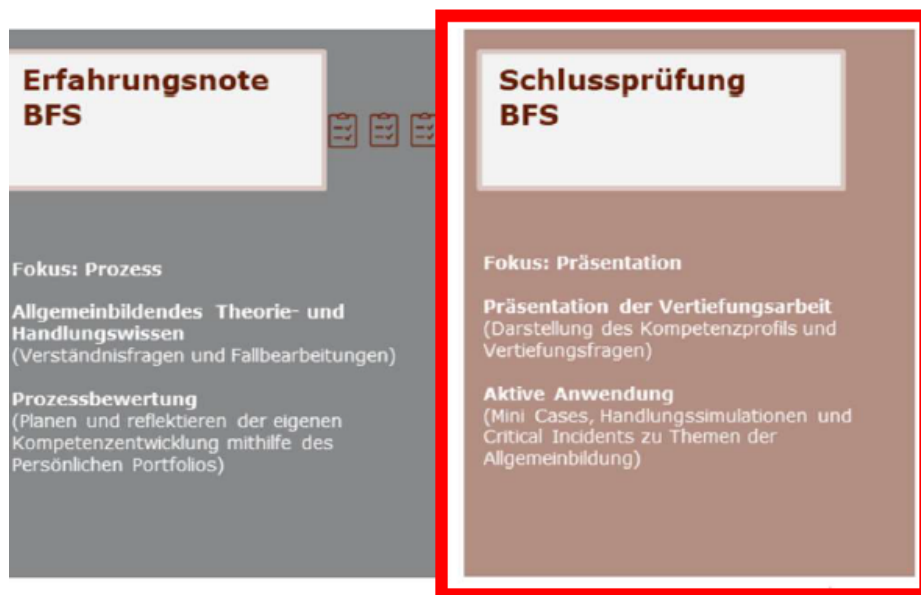 Erfahrungsnote
BFS
Fokus: Prozess
Allgemeinbildendes Theorie- und
Handlungswissen
(Verständnisfragen und Fallbearbeitungen)
Prozessbewertung
(Planen und reflektieren der eigenen
Kompetenzentwicklung mithilfe des
Persönlichen Portfolios)
Schlussprüfung
BFS
Fokus: Präsentation
Präsentation der Vertiefungsarbeit
(Darstellung des Kompetenzprofils und
Vertiefungsfragen)
Aktive Anwendung
(Mini Cases, Handlungssimulationen und
Critical Incidents zu Themen der
Allgemeinbildung)